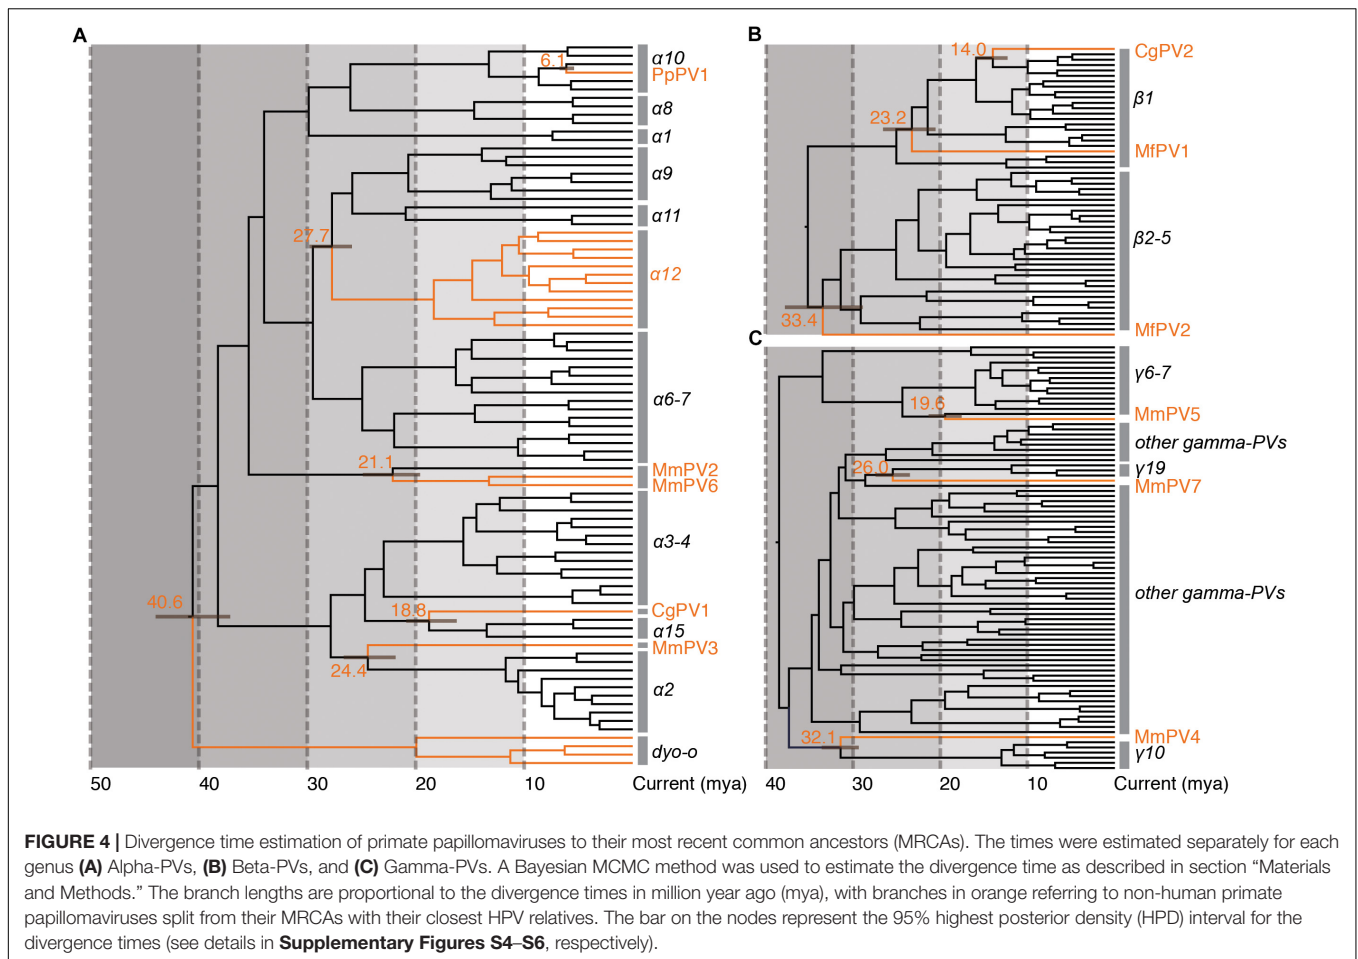 A
α10
6.1
PpPV1
α8
α1
α9
α11
27.7
α12
α6-7
21.1
MmPV2
MmPV6
α3-4
40.6
18.8
CgPV1
α15
MmPV3
24.4
α2
dyo-o
50 40 30 20 10 Current (mya)
B
14.0
CgPV2
β1
23.2
MfPV1
β2-5
33.4
MfPV2
C
γ6-7
19.6
MmPV5
other gamma-PVs
26.0
γ19
MmPV7
other gamma-PVs
32.1
MmPV4
γ10
40 30 20 10 Current (mya)
FIGURE 4 | Divergence time estimation of primate papillomaviruses to their most recent common ancestors (MRCAs). The times were estimated separately for each
genus (A) Alpha-PVs, (B) Beta-PVs, and (C) Gamma-PVs. A Bayesian MCMC method was used to estimate the divergence time as described in section “Materials
and Methods.” The branch lengths are proportional to the divergence times in million year ago (mya), with branches in orange referring to non-human primate
papillomaviruses split from their MRCAs with their closest HPV relatives. The bar on the nodes represent the 95% highest posterior density (HPD) interval for the
divergence times (see details in Supplementary Figures S4–S6, respectively).